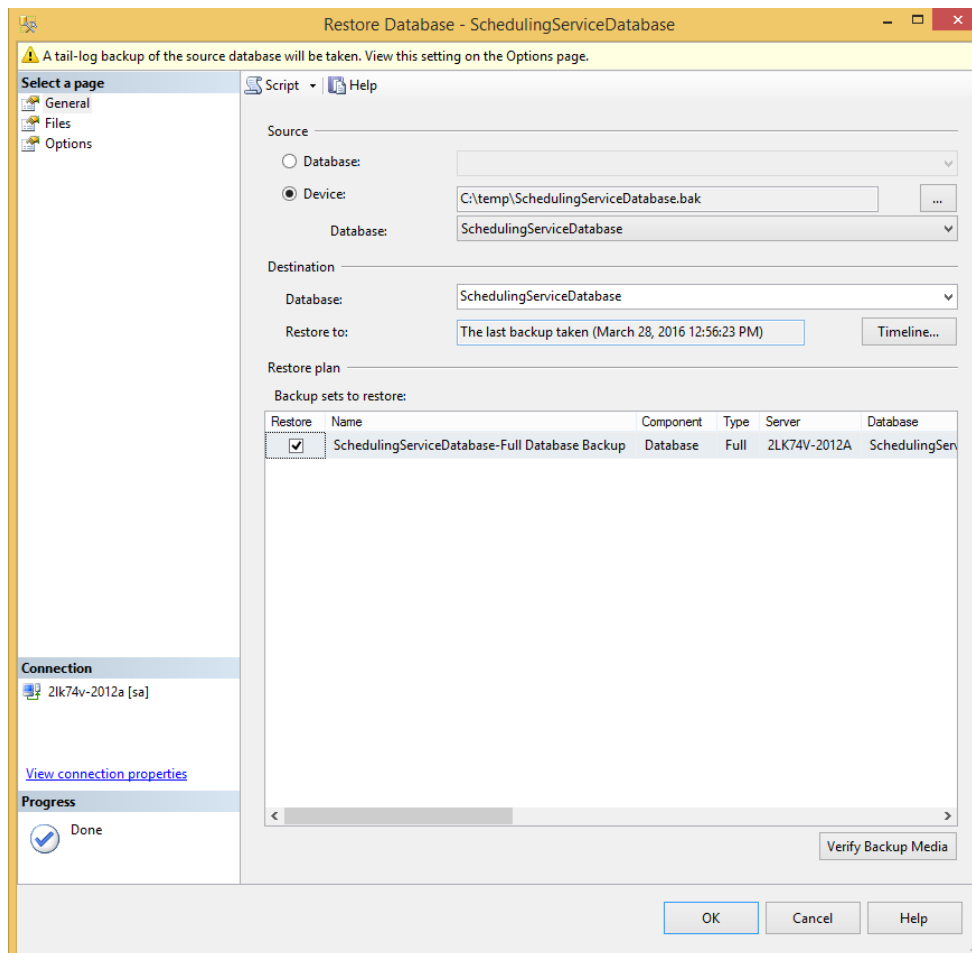 Restore Database - SchedulingServiceDatabase
A tail-log backup of the source database will be taken. View this setting on the Options page.
Select a page
General
Files
Options
Script Help
Source
Database:
Device: C:\temp\SchedulingServiceDatabase.bak ...
Database: SchedulingServiceDatabase
Destination
Database: SchedulingServiceDatabase
Restore to: The last backup taken (March 28, 2016 12:56:23 PM) Timeline...
Restore plan
Backup sets to restore:
Restore Name Component Type Server Database
SchedulingServiceDatabase-Full Database Backup Database Full 2LK74V-2012A SchedulingServ
Connection
2lk74v-2012a [sa]
View connection properties
Progress
Done
Verify Backup Media
OK Cancel Help